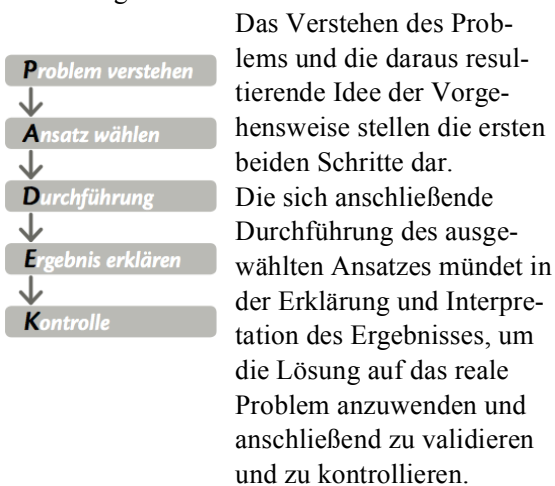 Problem verstehen
Ansatz wählen
Durchführung
Ergebnis erklären
Kontrolle
Das Verstehen des Prob-
lems und die daraus resul-
tierende Idee der Vorge-
hensweise stellen die ersten
beiden Schritte dar.
Die sich anschließende
Durchführung des ausge-
wählten Ansatzes mündet in
der Erklärung und Interpre-
tation des Ergebnisses, um
die Lösung auf das reale
Problem anzuwenden und
anschließend zu validieren
und zu kontrollieren.